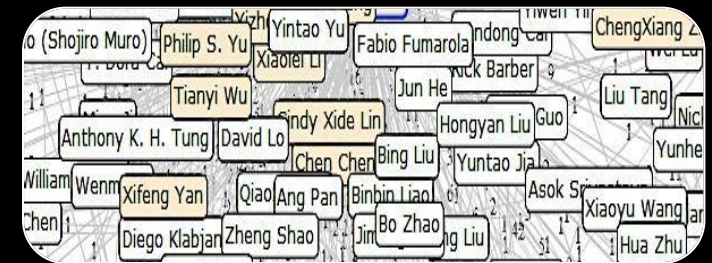 Yintao Yu
(Shojiro Muro)
Philip S. Yu
Fabio Fumarola
ChengXiang
Xiaolei Li
Rick Barber
Jun He
Tianyi Wu
Liu Tang
Cindy Xide Lin
Hongyan Liu
Guo
Anthony K. H. Tung
David Lo
Chen Chen
Bing Liu
Yuntao Jia
Yunhe
William
Xifeng Yan
Qiao
Ang Pan
Binbin Liao
Asok
Xiaoyu Wang
Chen
Diego Klabjan
Zheng Shao
Bo Zhao
Liu
Hua Zhu